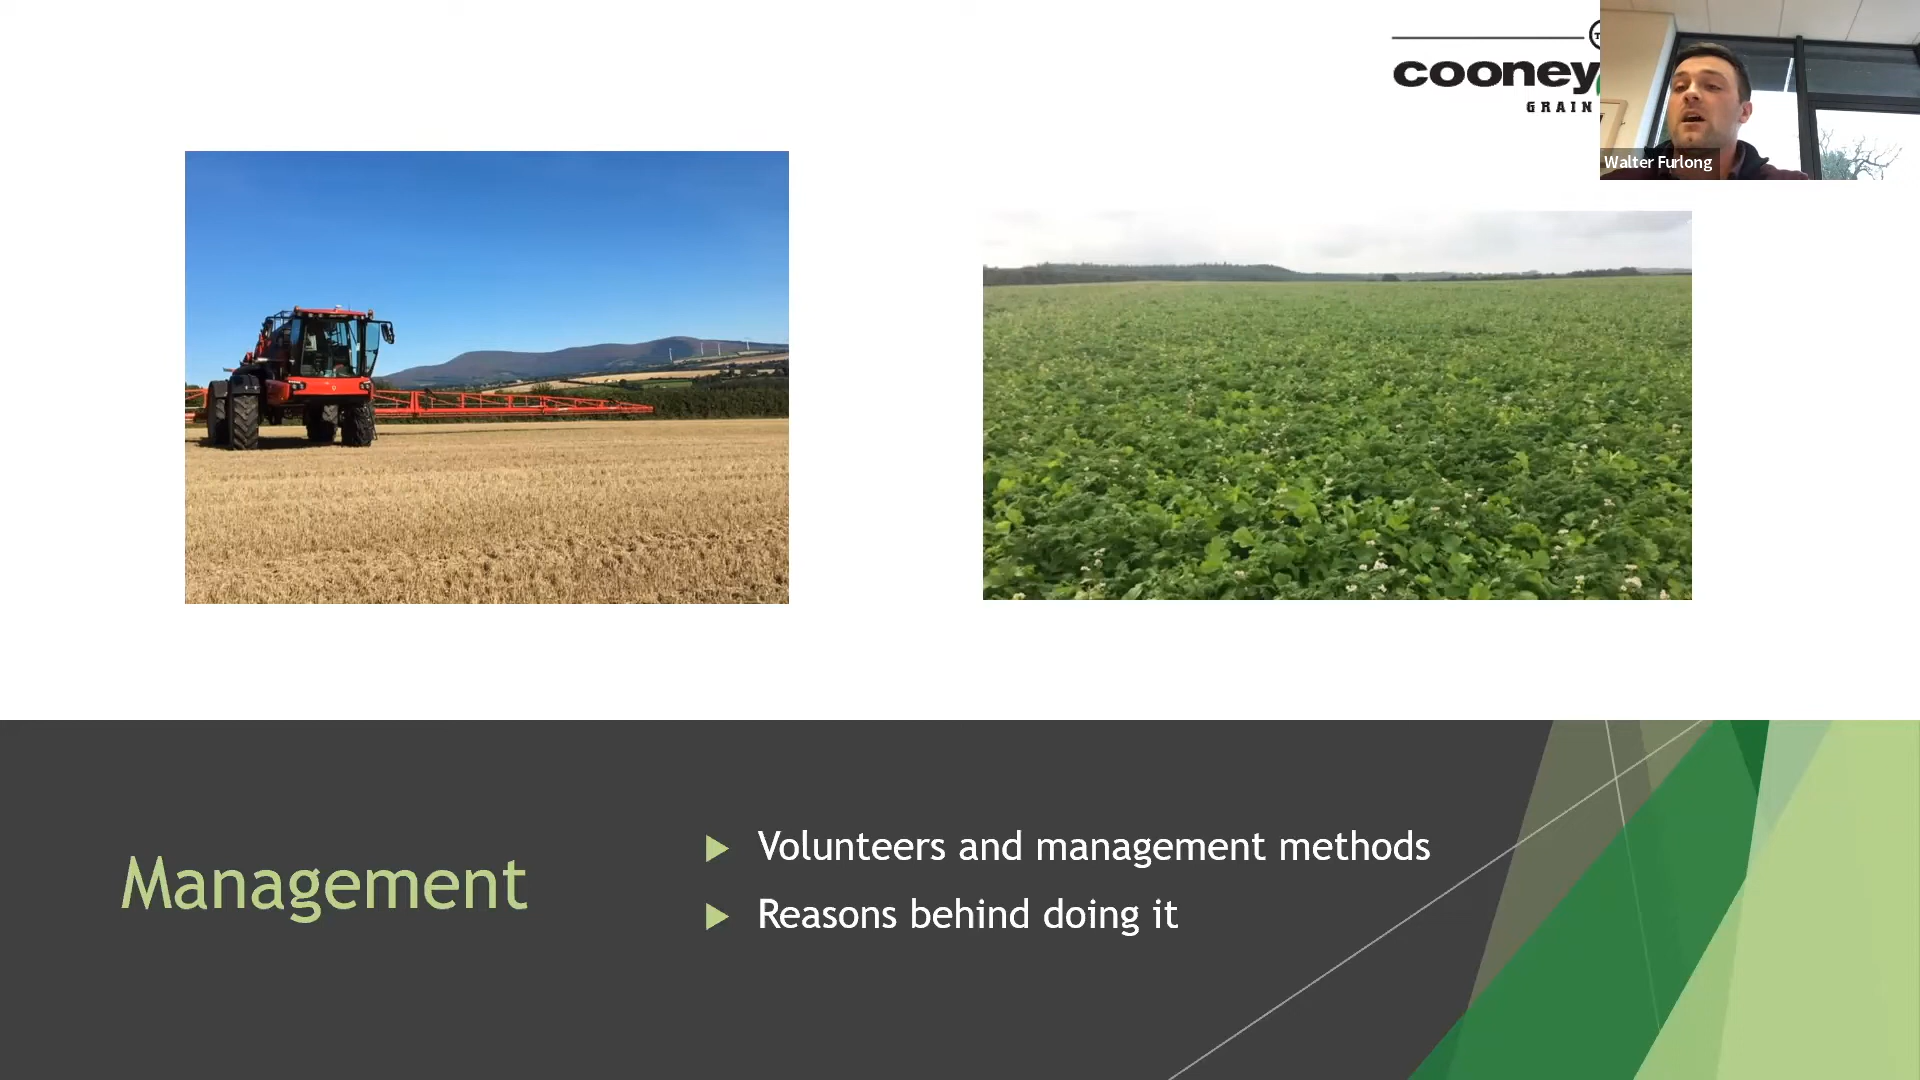 cooney
GRAIN
Walter Furlong
Management
Volunteers and management methods
Reasons behind doing it